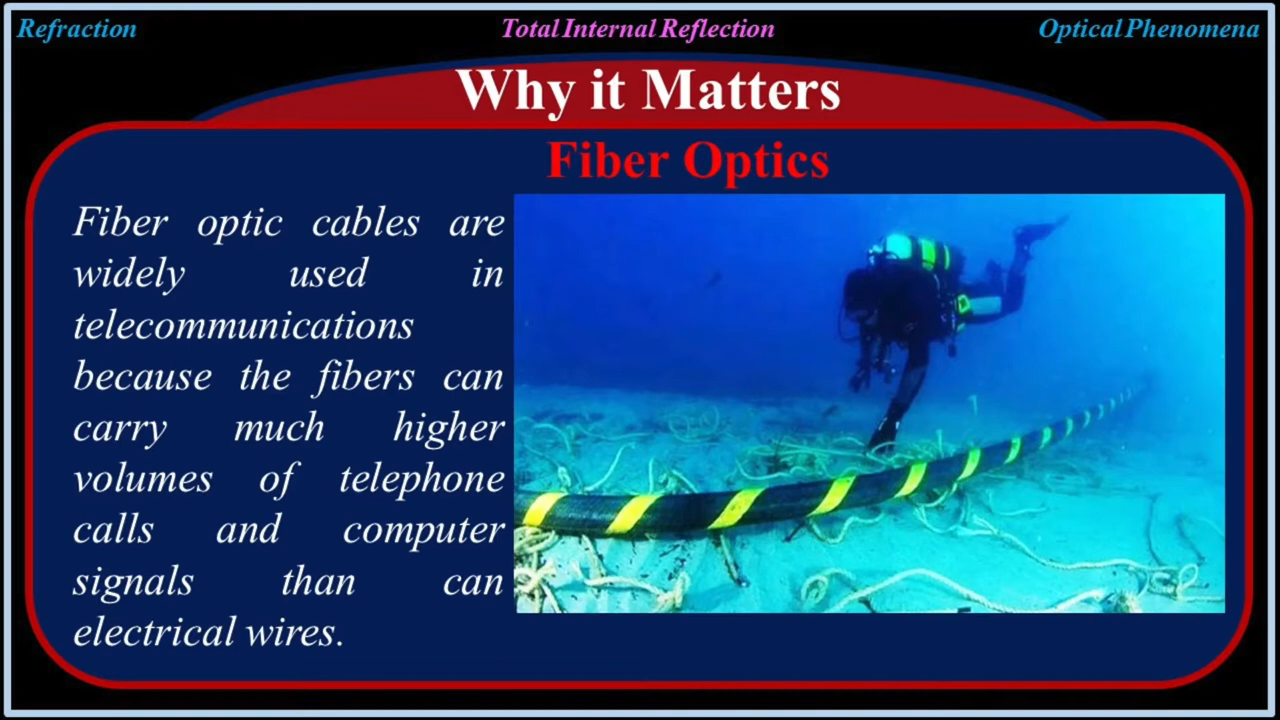 Refraction
Total Internal Reflection
Optical Phenomena
Why it Matters
Fiber Optics
Fiber optic cables are
widely used in
telecommunications
because the fibers can
carry much higher
volumes of telephone
calls and computer
signals than can
electrical wires.